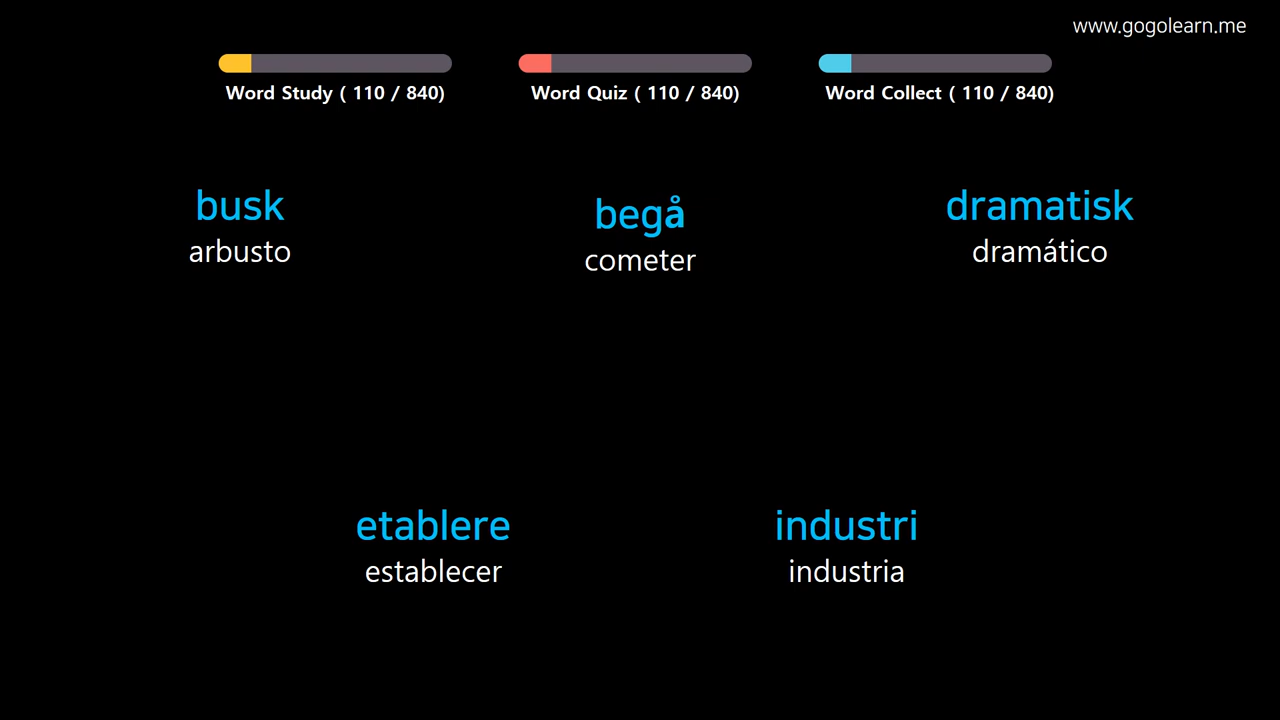 www.gogolearn.me
Word Study ( 110 / 840)
Word Quiz ( 110 / 840)
Word Collect ( 110 / 840)
busk
arbusto
begå
cometer
dramatisk
dramático
etablere
establecer
industri
industria